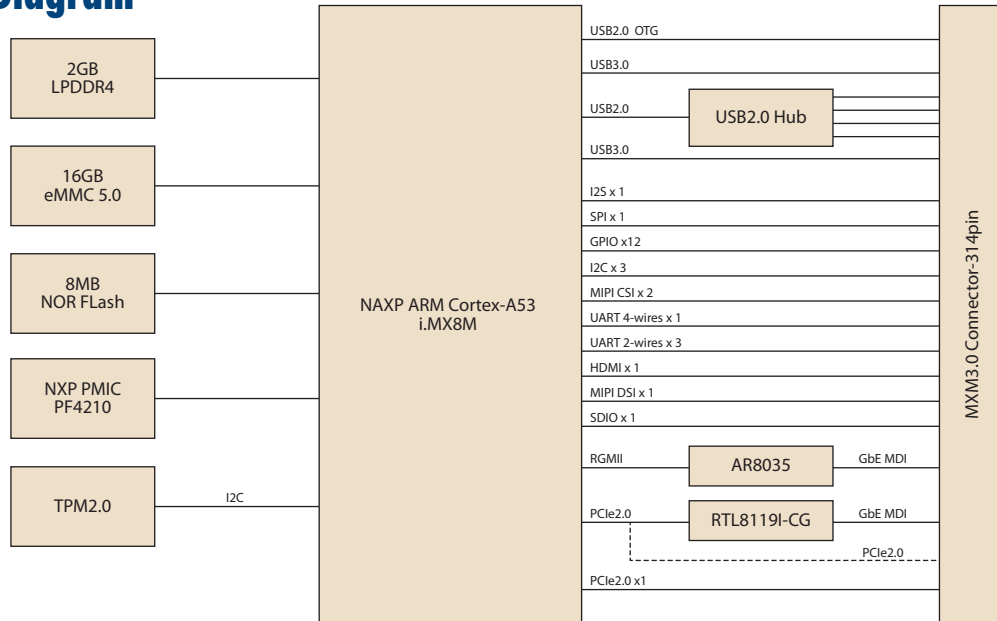 Diagram
2GB
LPDDR4
16GB
eMMC 5.0
8MB
NOR FLash
NXP PMIC
PF4210
TPM2.0
I2C
NAXP ARM Cortex-A53
i.MX8M
USB2.0 OTG
USB3.0
USB2.0
USB2.0 Hub
USB3.0
I2S x 1
SPI x 1
GPIO x12
I2C x 3
MIPI CSI x 2
UART 4-wires x 1
UART 2-wires x 3
HDMI x 1
MIPI DSI x 1
SDIO x 1
RGMII
AR8035
GbE MDI
PCIe2.0
RTL8119I-CG
GbE MDI
PCIe2.0
PCIe2.0 x1
MXM3.0 Connector-314pin